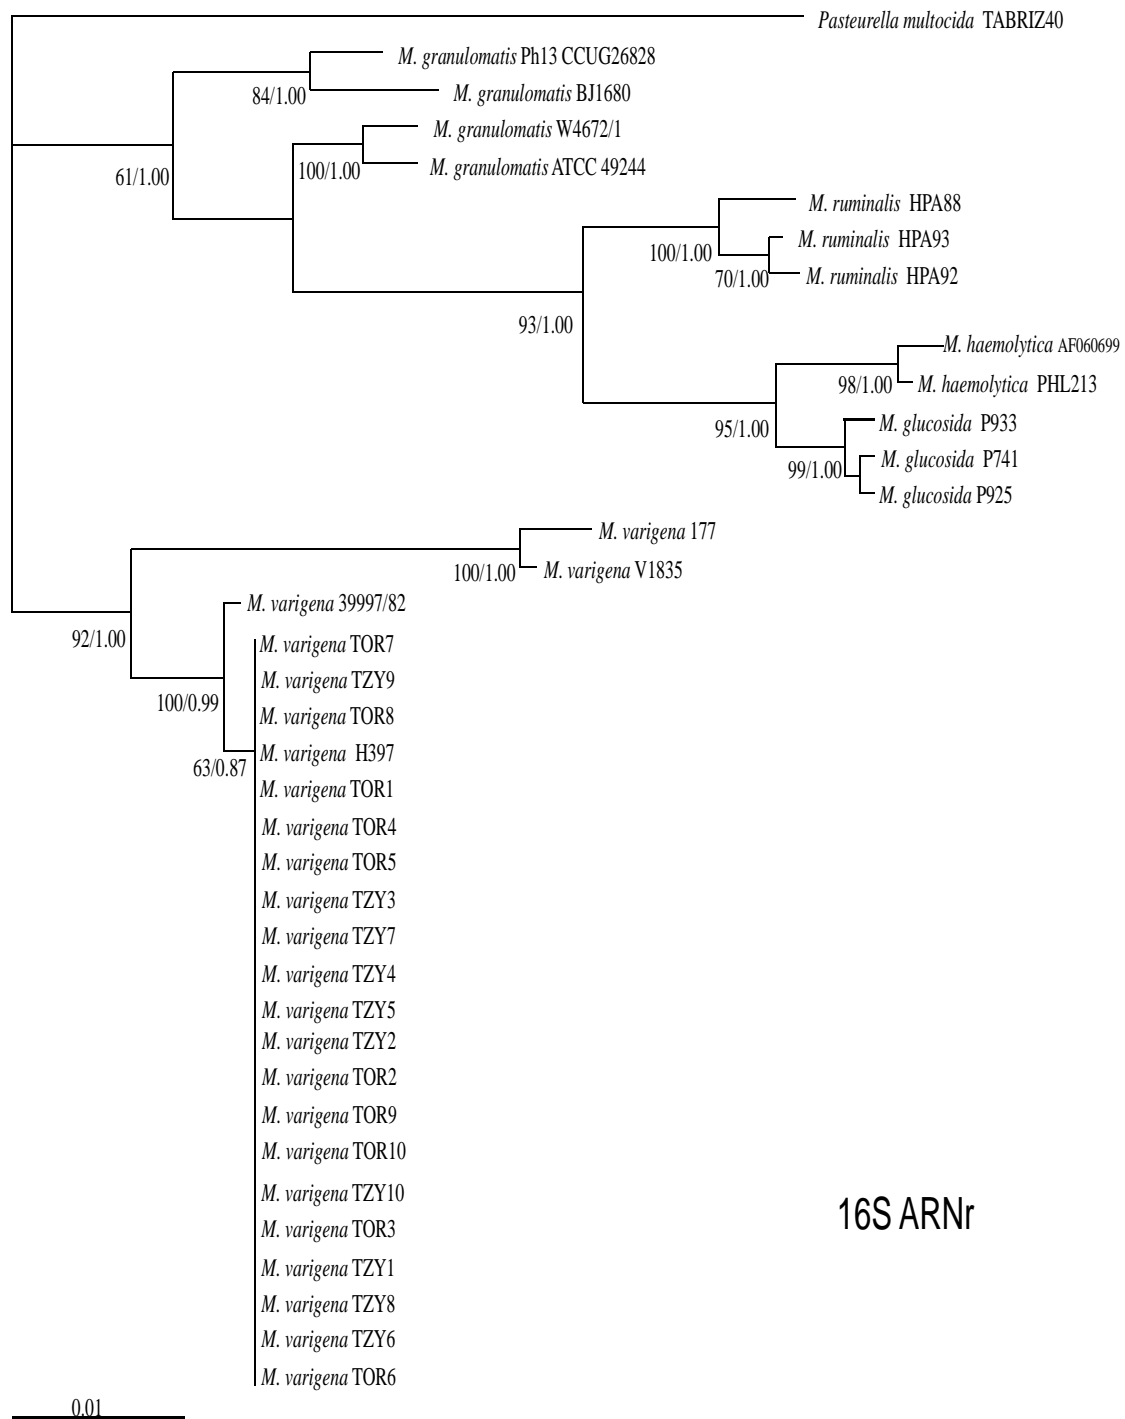 Pasteurella multocida TABRIZ40
M. granulomatis Ph13 CCUG26828
84/1.00
M. granulomatis BJ1680
M. granulomatis W4672/1
61/1.00
100/1.00
M. granulomatis ATCC 49244
M. ruminalis HPA88
100/1.00
M. ruminalis HPA93
70/1.00
M. ruminalis HPA92
93/1.00
M. haemolytica AF060699
98/1.00
M. haemolytica PHL213
95/1.00
M. glucosida P933
99/1.00
M. glucosida P741
M. glucosida P925
M. varigena 177
100/1.00
M. varigena V1835
M. varigena 39997/82
92/1.00
M. varigena TOR7
M. varigena TZY9
100/0.99
M. varigena TOR8
M. varigena H397
63/0.87
M. varigena TOR1
M. varigena TOR4
M. varigena TOR5
M. varigena TZY3
M. varigena TZY7
M. varigena TZY4
M. varigena TZY5
M. varigena TZY2
M. varigena TOR2
M. varigena TOR9
M. varigena TOR10
M. varigena TZY10
16S ARNr
M. varigena TOR3
M. varigena TZY1
M. varigena TZY8
M. varigena TZY6
M. varigena TOR6
0.01